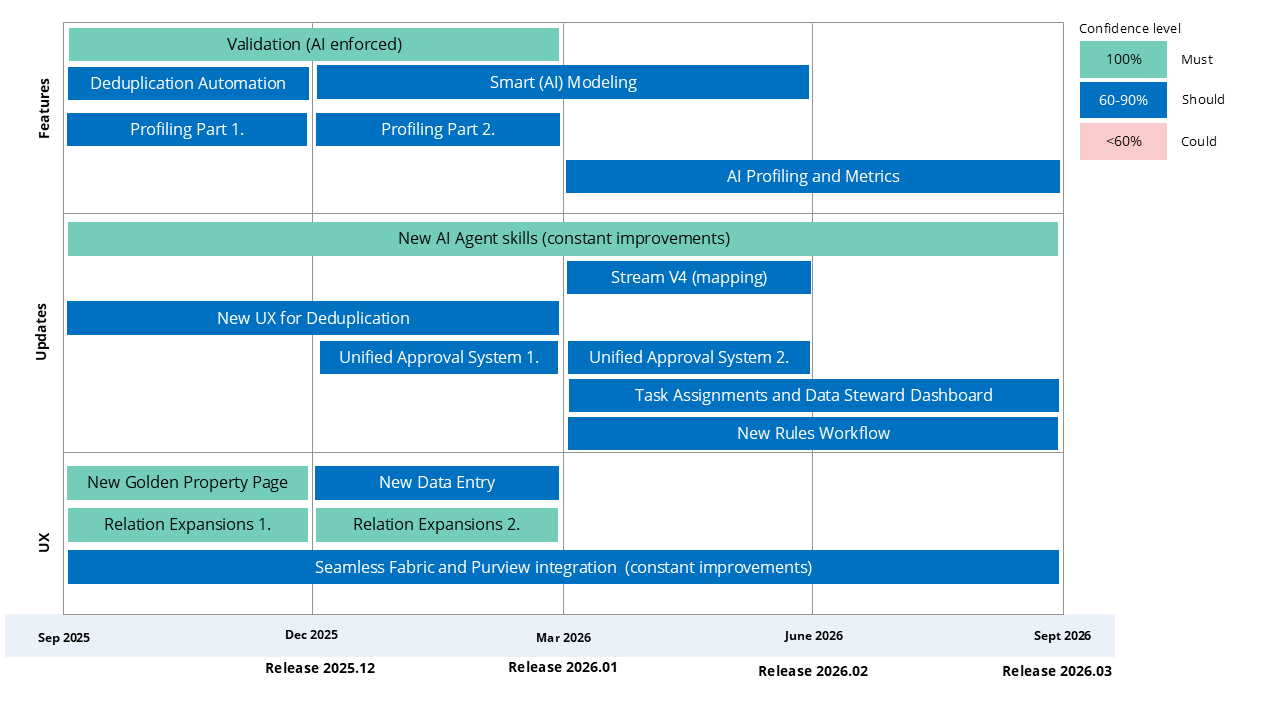 Confidence level
100% Must
60-90% Should
<60% Could
Features
Validation (AI enforced)
Deduplication Automation
Smart (AI) Modeling
Profiling Part 1.
Profiling Part 2.
AI Profiling and Metrics
Updates
New AI Agent skills (constant improvements)
Stream V4 (mapping)
New UX for Deduplication
Unified Approval System 1.
Unified Approval System 2.
Task Assignments and Data Steward Dashboard
New Rules Workflow
UX
New Golden Property Page
New Data Entry
Relation Expansions 1.
Relation Expansions 2.
Seamless Fabric and Purview integration  (constant improvements)
Sep 2025
Dec 2025
Mar 2026
June 2026
Sept 2026
Release 2025.12
Release 2026.01
Release 2026.02
Release 2026.03